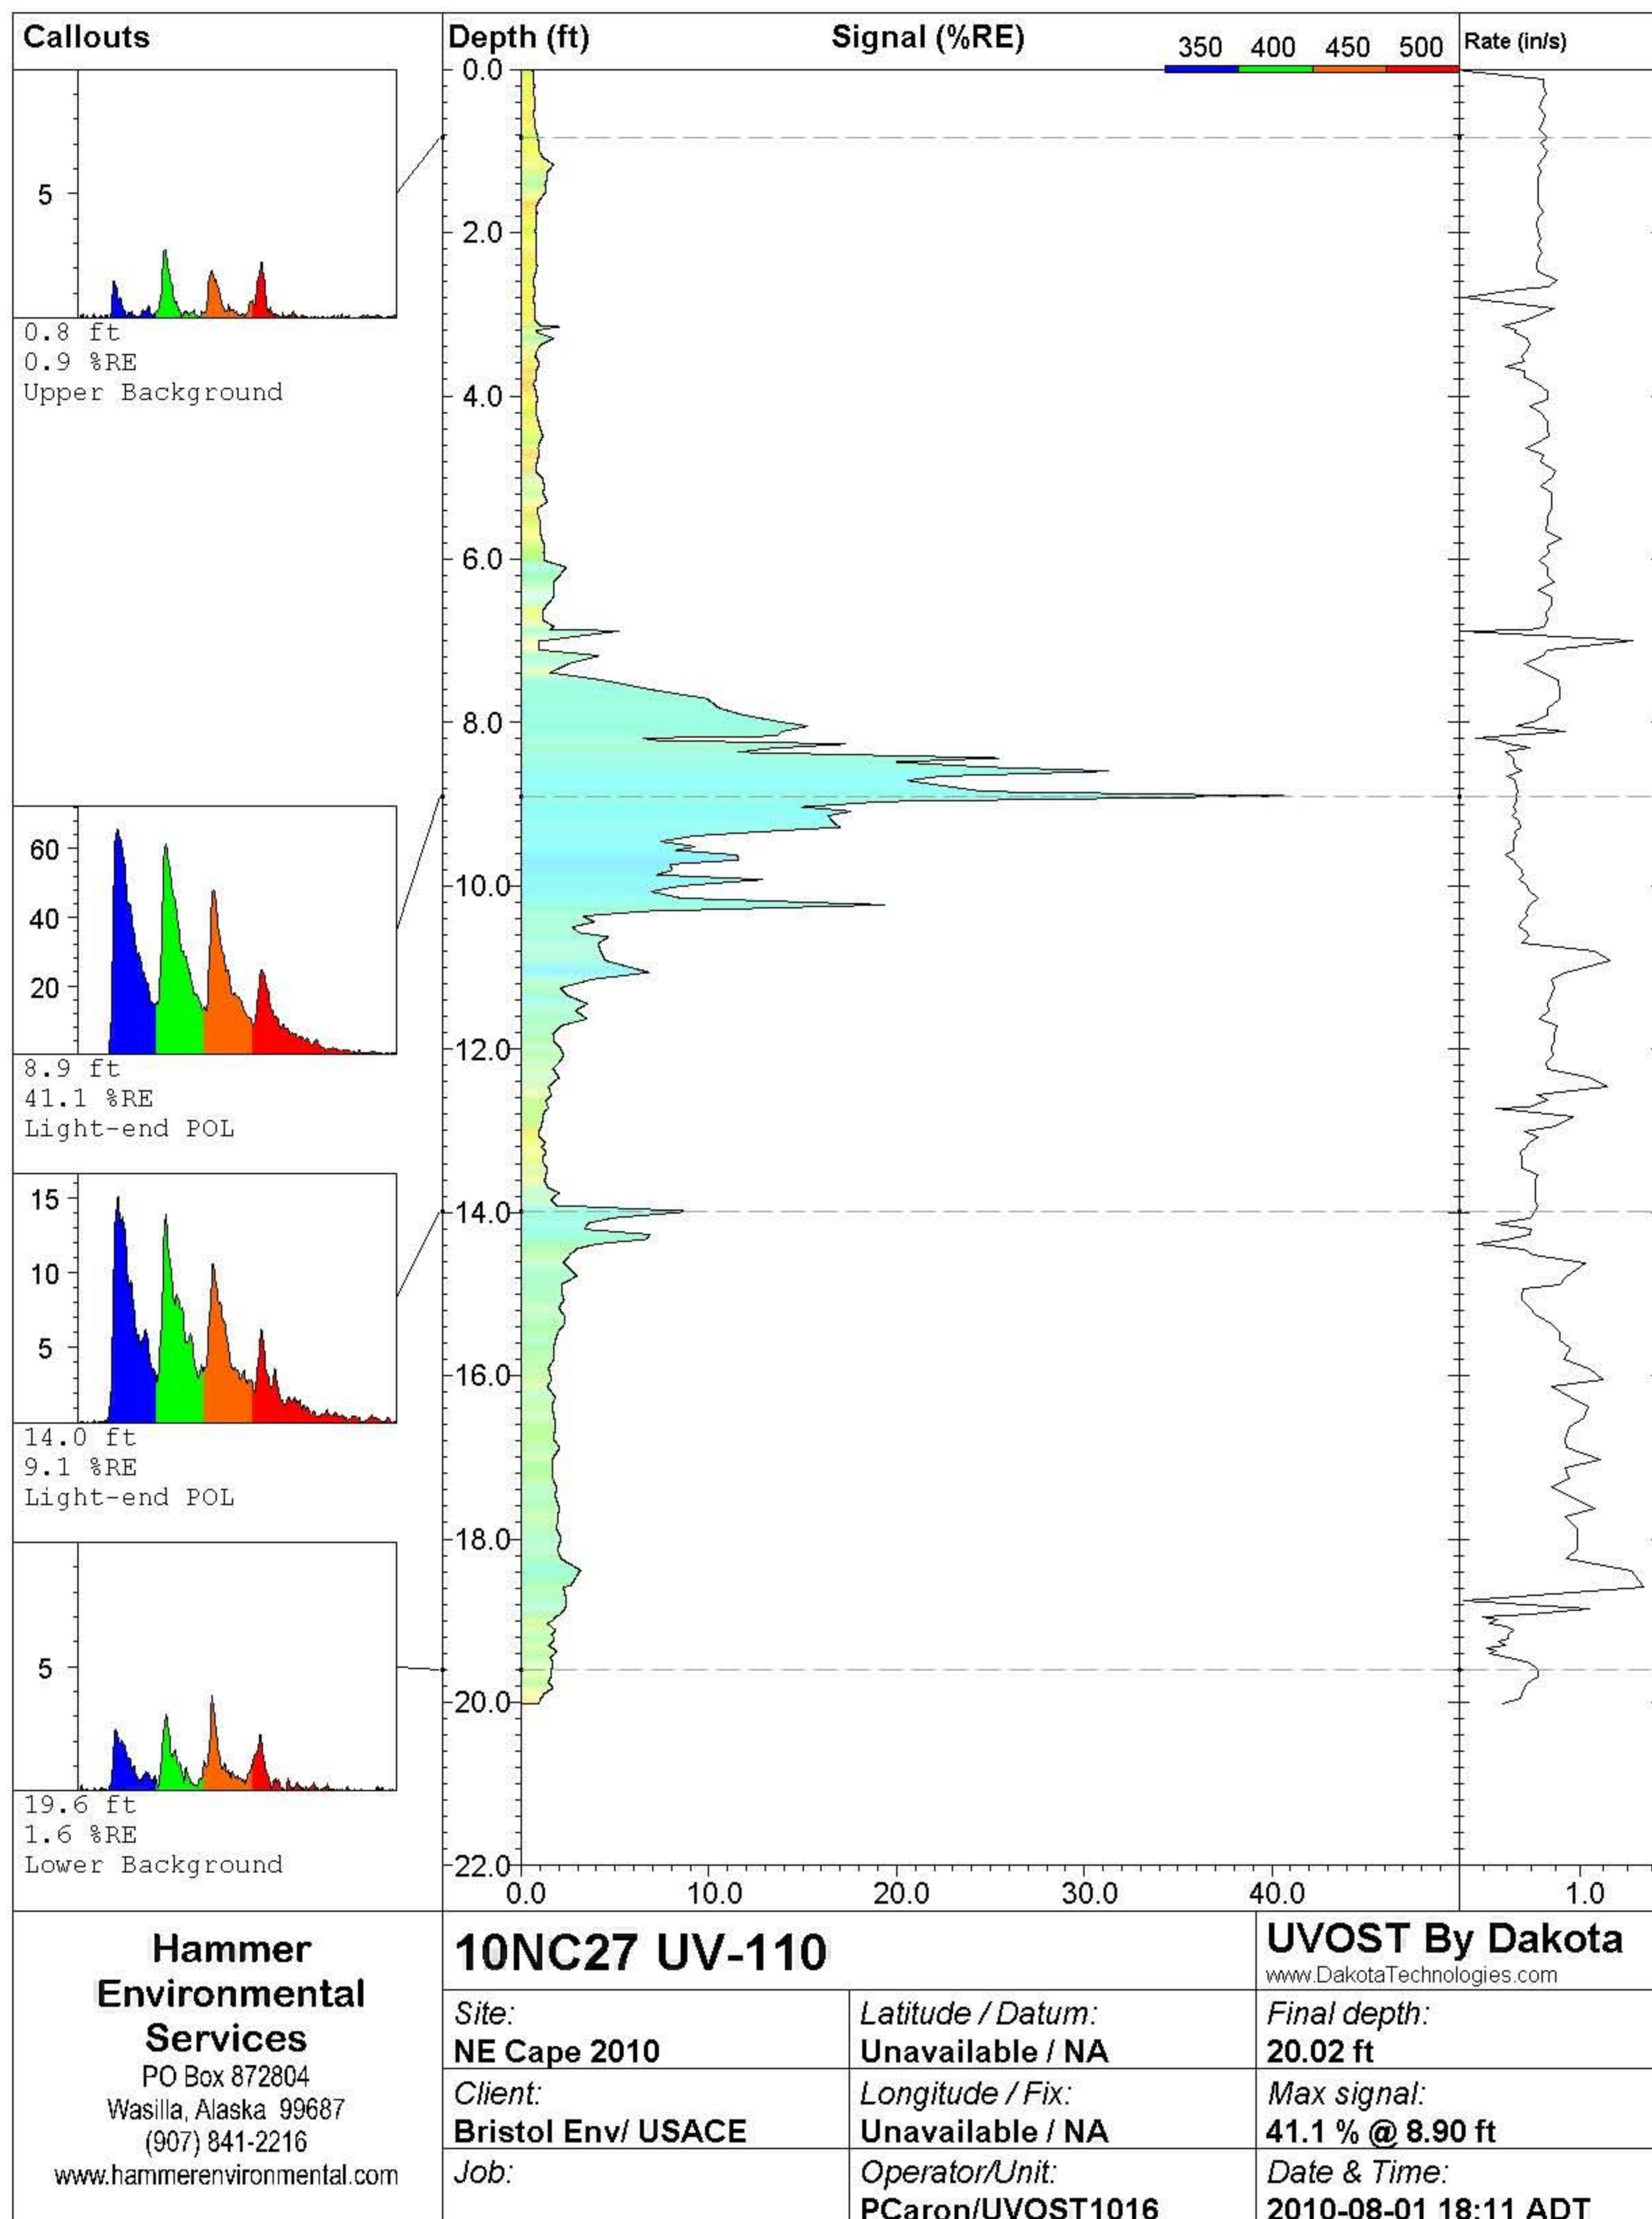 Callouts
Depth (ft)
Signal (%RE)
350 400 450 500
Rate (in/s)
5
0.8 ft
0.9 %RE
Upper Background
60
40
20
8.9 ft
41.1 %RE
Light-end POL
15
10
5
14.0 ft
9.1 %RE
Light-end POL
5
19.6 ft
1.6 %RE
Lower Background
0.0
2.0
4.0
6.0
8.0
10.0
12.0
14.0
16.0
18.0
20.0
22.0
0.0 10.0 20.0 30.0 40.0
1.0
Hammer
Environmental
Services
PO Box 872804
Wasilla, Alaska 99687
(907) 841-2216
www.hammerenvironmental.com
10NC27 UV-110
UVOST By Dakota
www.DakotaTechnologies.com
Site:
NE Cape 2010
Latitude / Datum:
Unavailable / NA
Final depth:
20.02 ft
Client:
Bristol Env/ USACE
Longitude / Fix:
Unavailable / NA
Max signal:
41.1 % @ 8.90 ft
Job:
Operator/Unit:
PCaron/UVOST1016
Date & Time:
2010-08-01 18:11 ADT